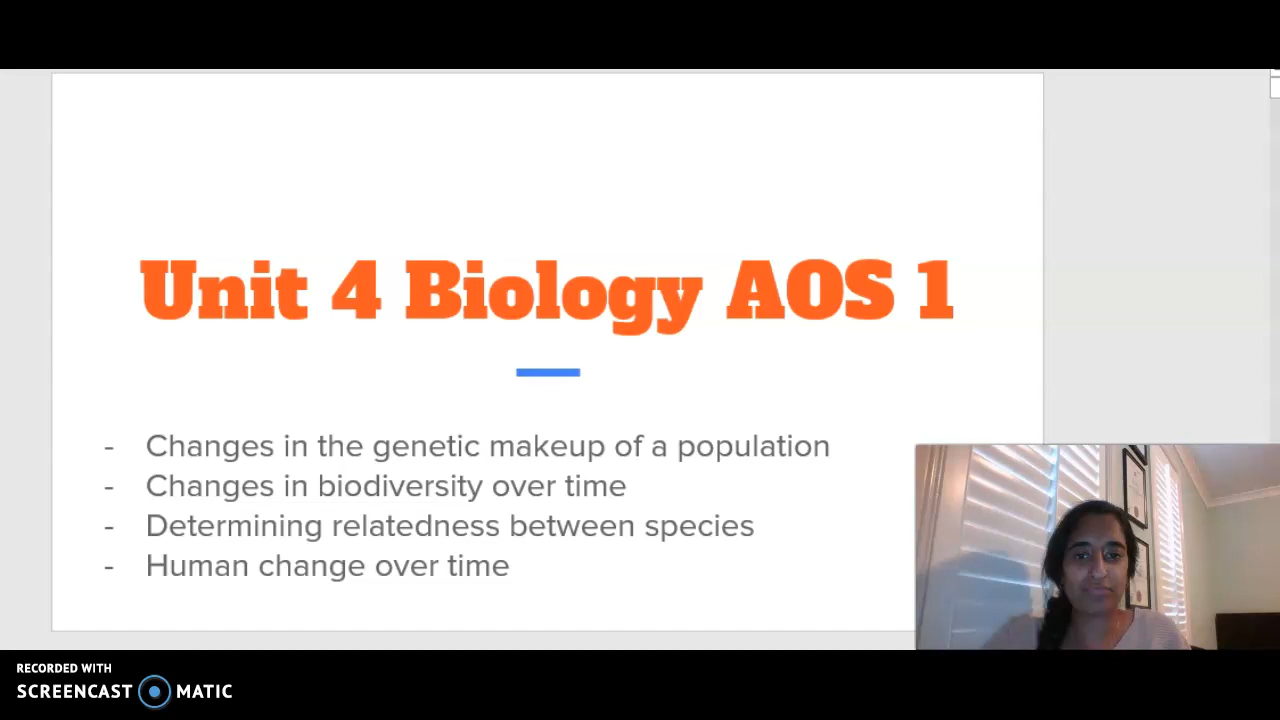 Unit 4 Biology AOS 1
- Changes in the genetic makeup of a population
- Changes in biodiversity over time
- Determining relatedness between species
- Human change over time
RECORDED WITH
SCREENCAST MATIC